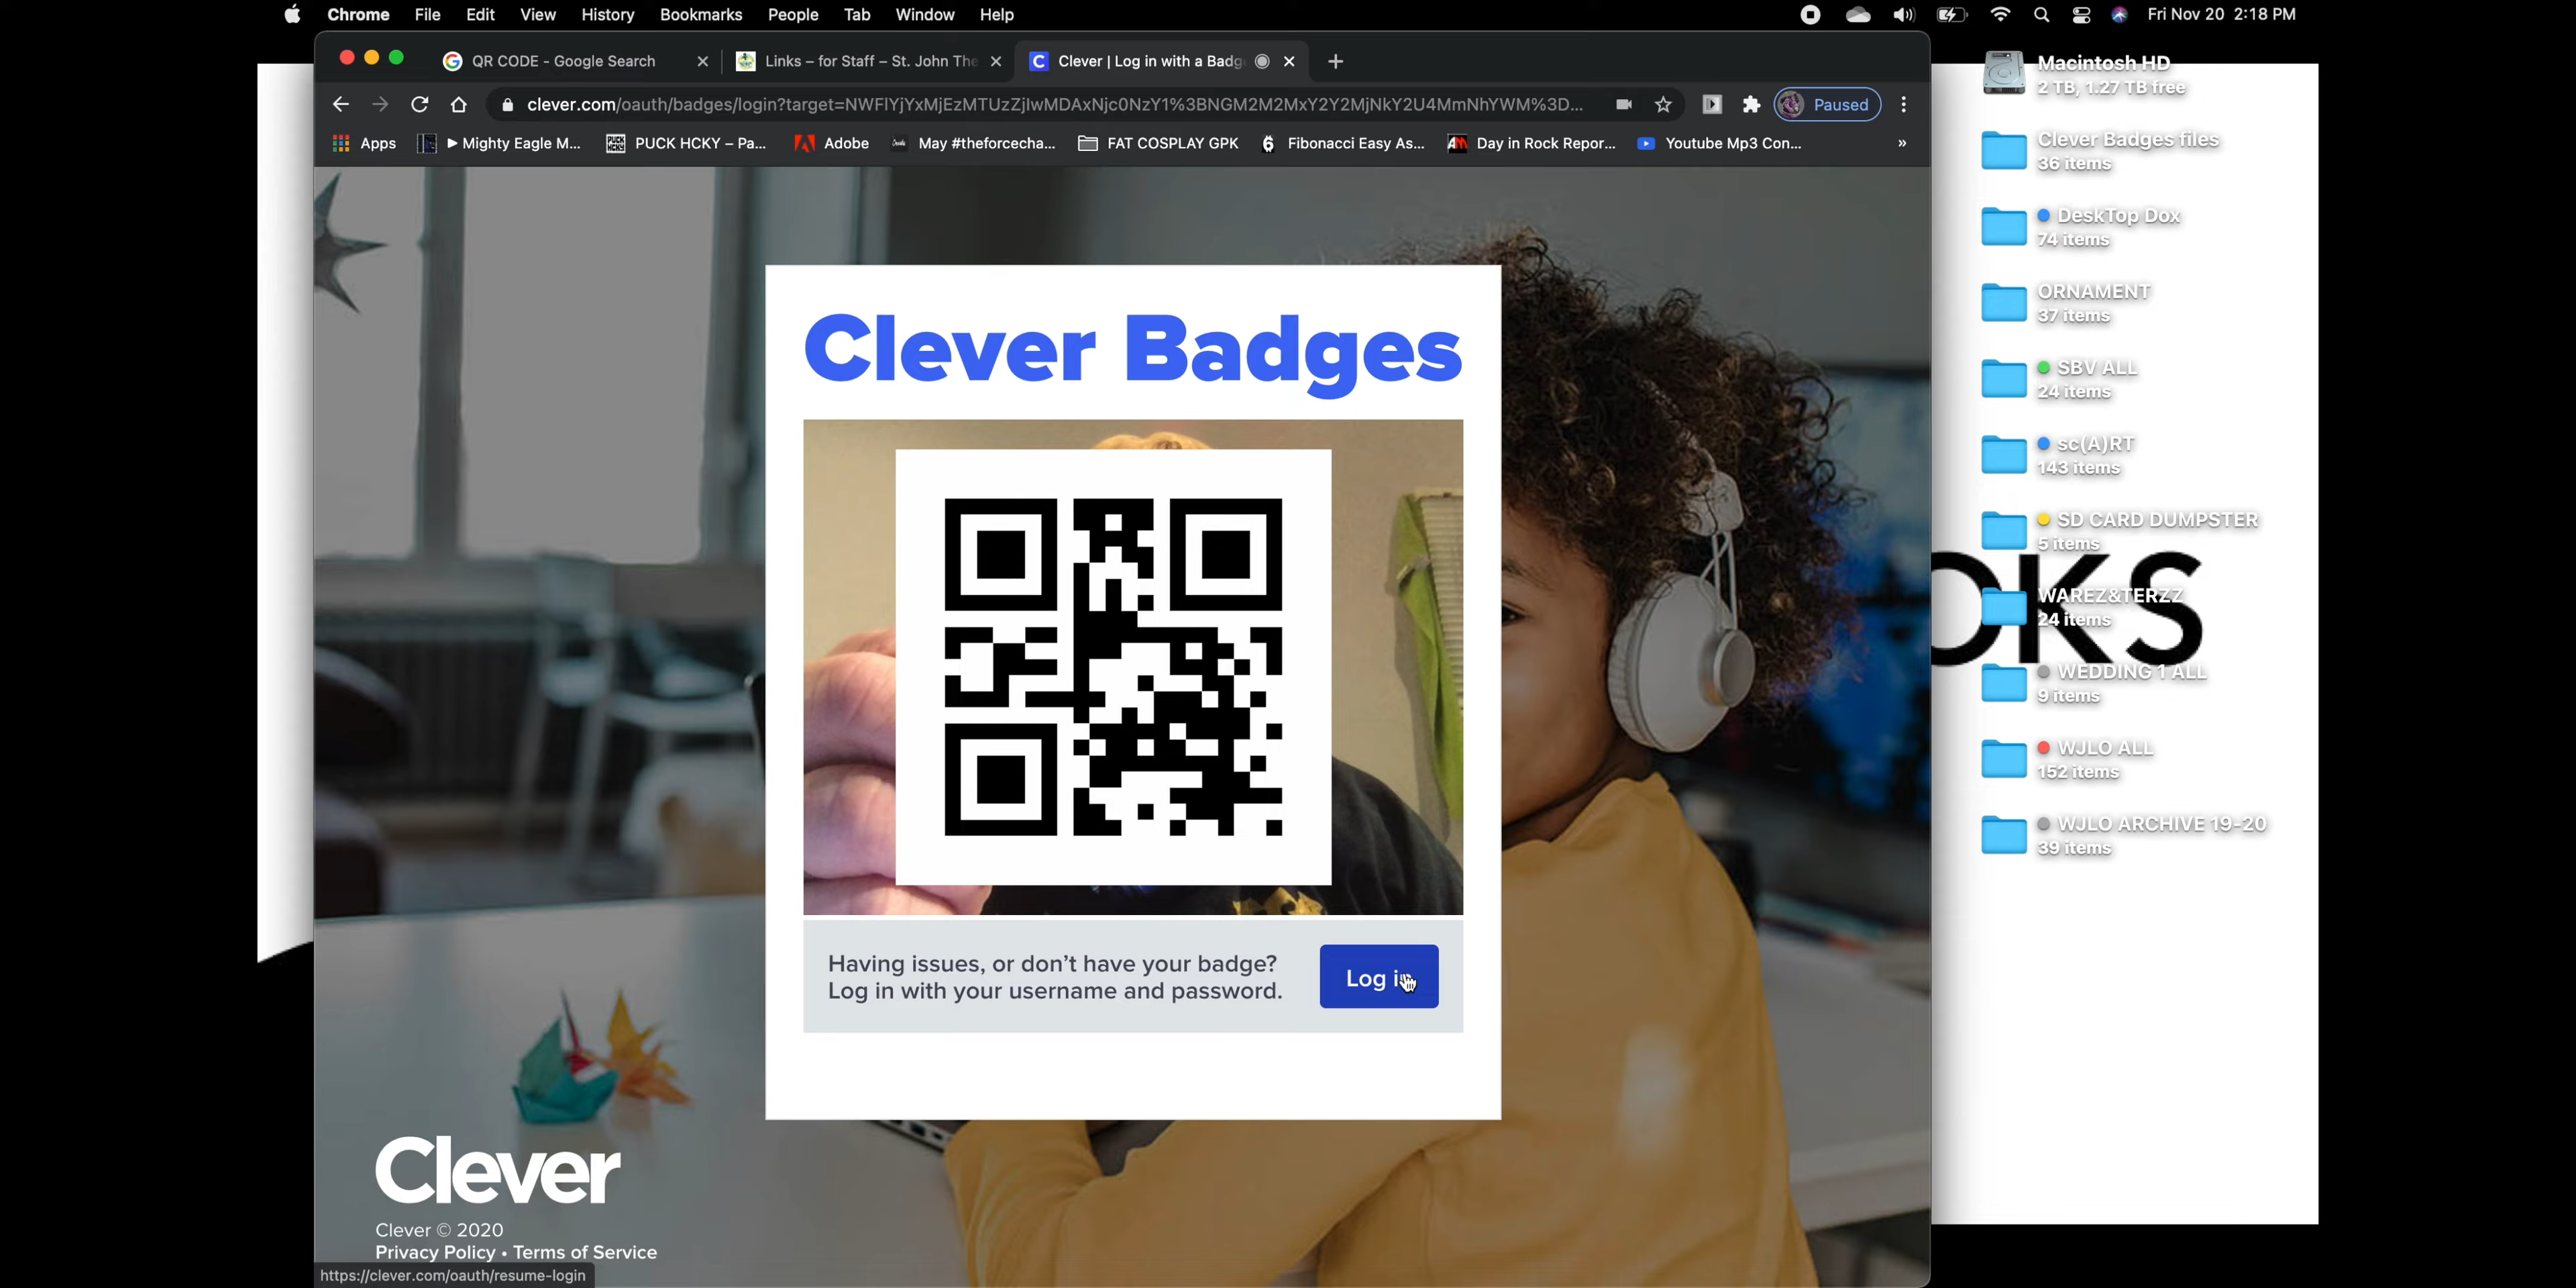 Chrome File Edit View History Bookmarks People Tab Window Help
Fri Nov 20 2:18 PM
QR CODE - Google Search
Links – for Staff – St. John The
Clever | Log in with a Badg
clever.com/oauth/badges/login?target=NWFlYjYxMjEzMTUzZjIwMDAxNjc0NzY1%3BNGM2M2MxY2Y2MjNkY2U4MmNhYWM%3D...
Paused
Apps
► Mighty Eagle M...
PUCK HCKY – Pa...
Adobe
May #theforcecha...
FAT COSPLAY GPK
Fibonacci Easy As...
Day in Rock Repor...
Youtube Mp3 Con...
»
Macintosh HD
2 TB, 1.27 TB free
Clever Badges files
36 items
DeskTop Dox
74 items
ORNAMENT
37 items
SBV ALL
24 items
sc(A)RT
143 items
SD CARD DUMPSTER
5 items
WAREZ&TERZZ
24 items
WEDDING 1 ALL
9 items
WJLO ALL
152 items
WJLO ARCHIVE 19-20
39 items
OKS
Clever Badges
Having issues, or don't have your badge?
Log in with your username and password.
Log in
Clever
Clever © 2020
Privacy Policy • Terms of Service
https://clever.com/oauth/resume-login